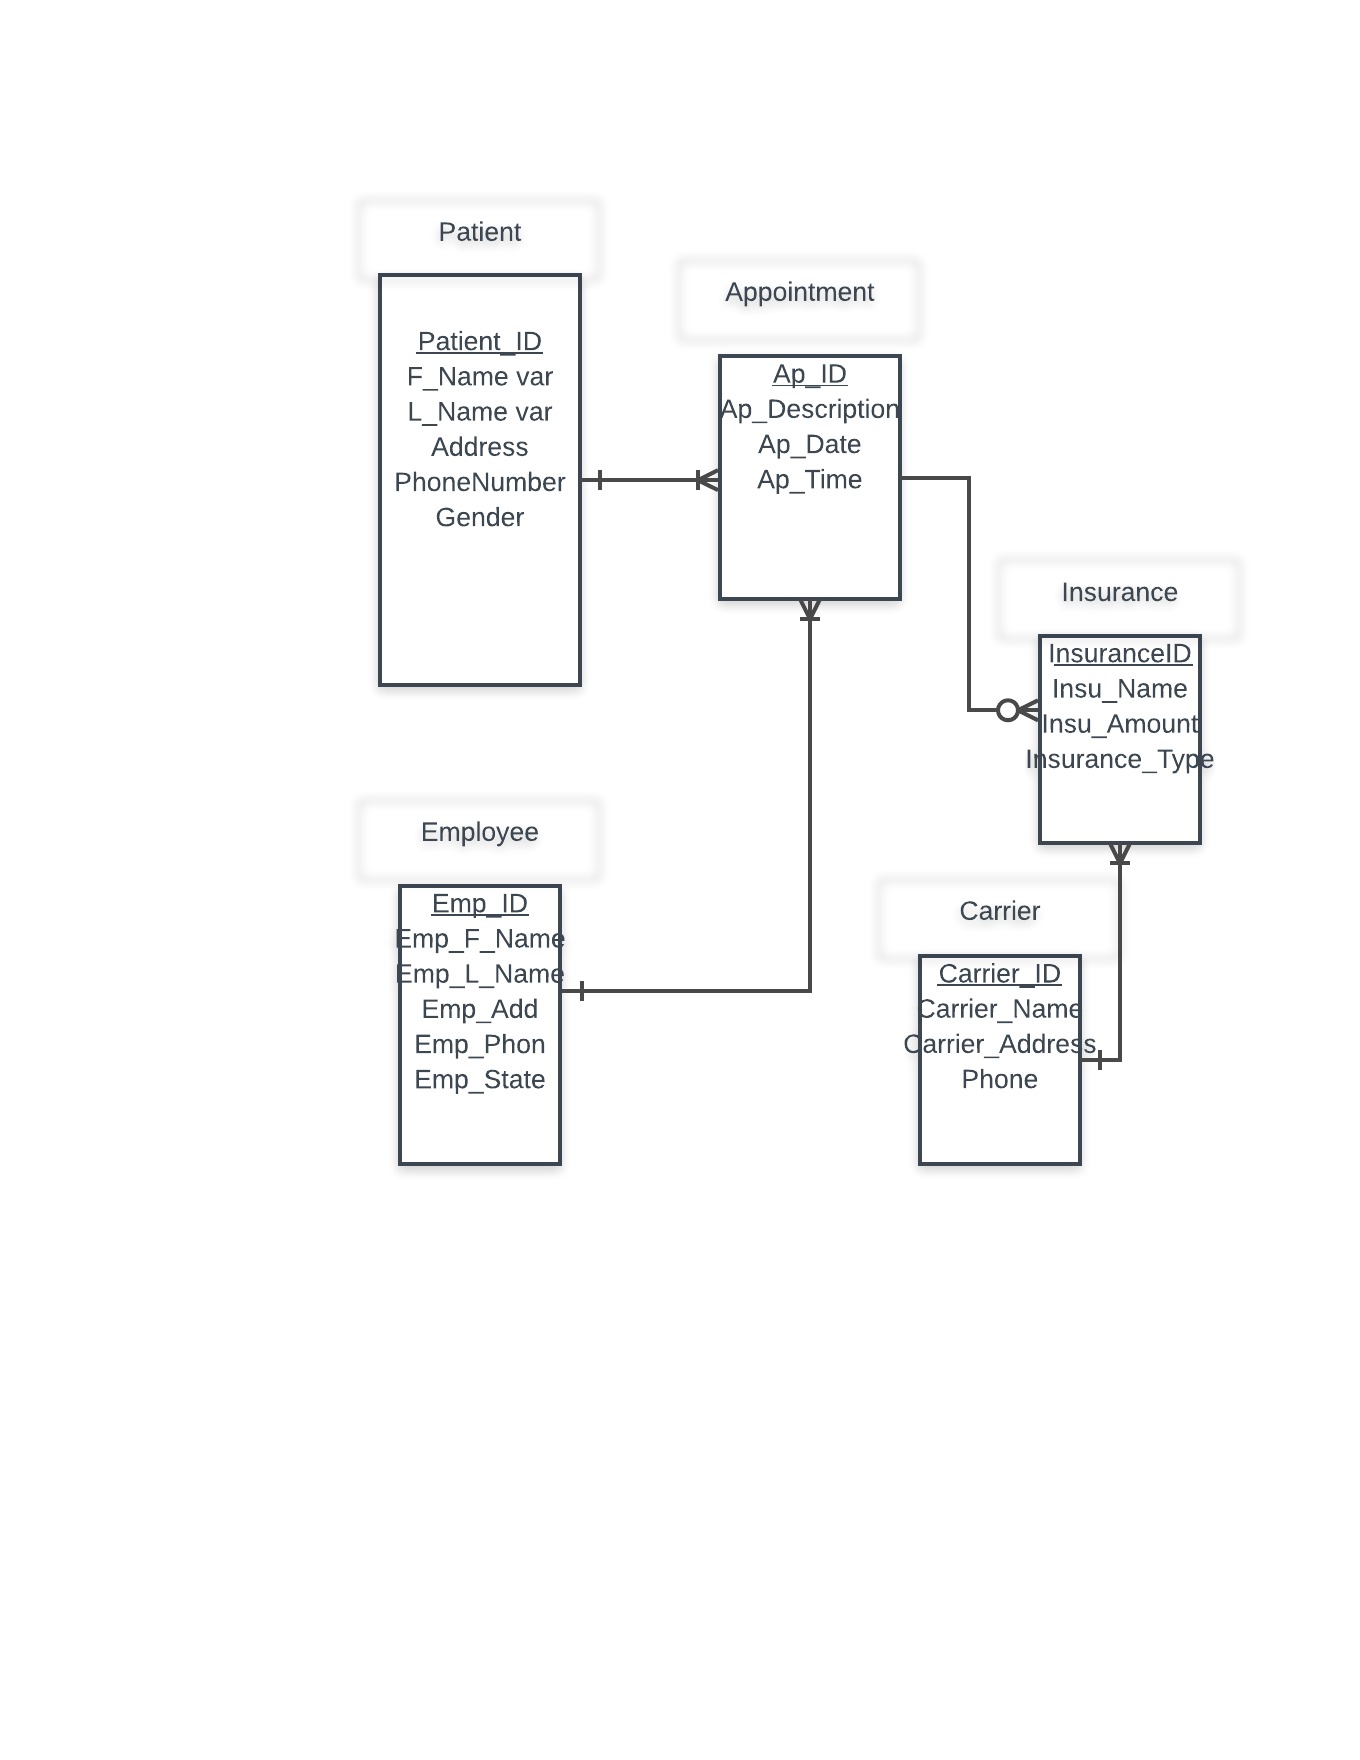 Patient
Patient_ID
F_Name var
L_Name var
Address
PhoneNumber
Gender
Appointment
Ap_ID
Ap_Description
Ap_Date
Ap_Time
Insurance
InsuranceID
Insu_Name
Insu_Amount
Insurance_Type
Employee
Emp_ID
Emp_F_Name
Emp_L_Name
Emp_Add
Emp_Phon
Emp_State
Carrier
Carrier_ID
Carrier_Name
Carrier_Address
Phone